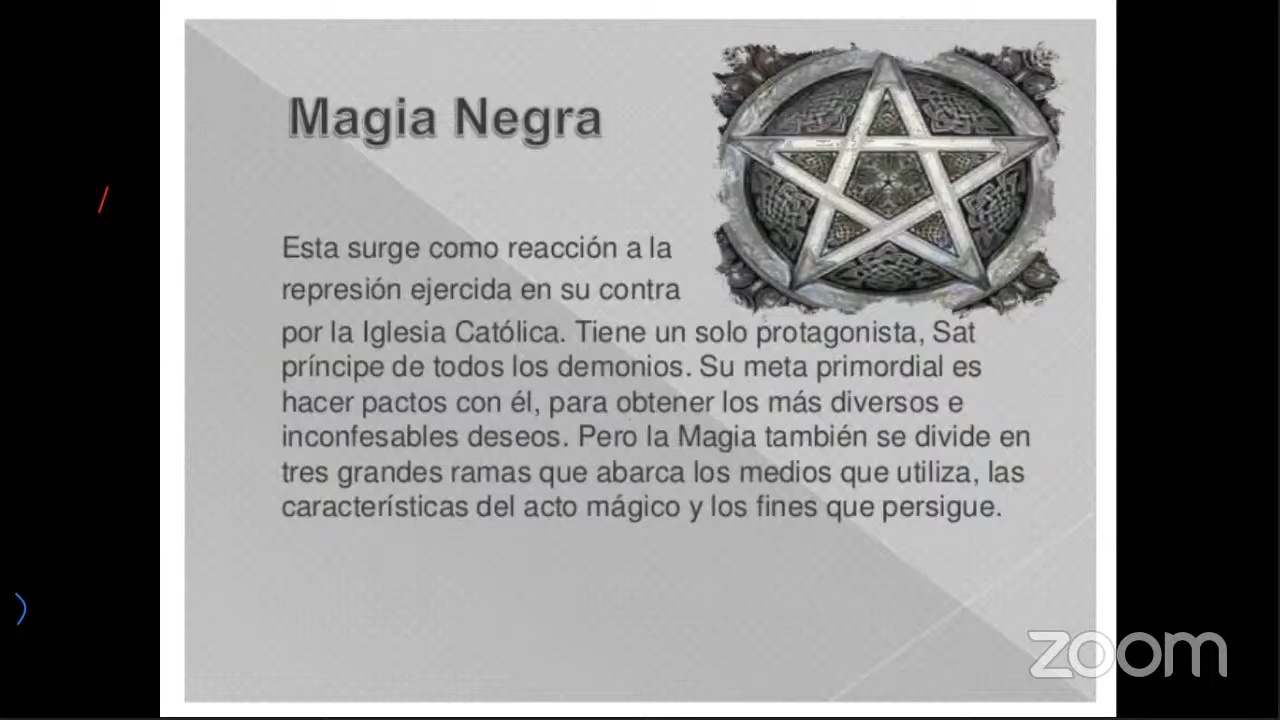 Magia Negra
Esta surge como reacción a la
represión ejercida en su contra
por la Iglesia Católica. Tiene un solo protagonista, Sat
príncipe de todos los demonios. Su meta primordial es
hacer pactos con él, para obtener los más diversos e
inconfesables deseos. Pero la Magia también se divide en
tres grandes ramas que abarca los medios que utiliza, las
características del acto mágico y los fines que persigue.
zoom